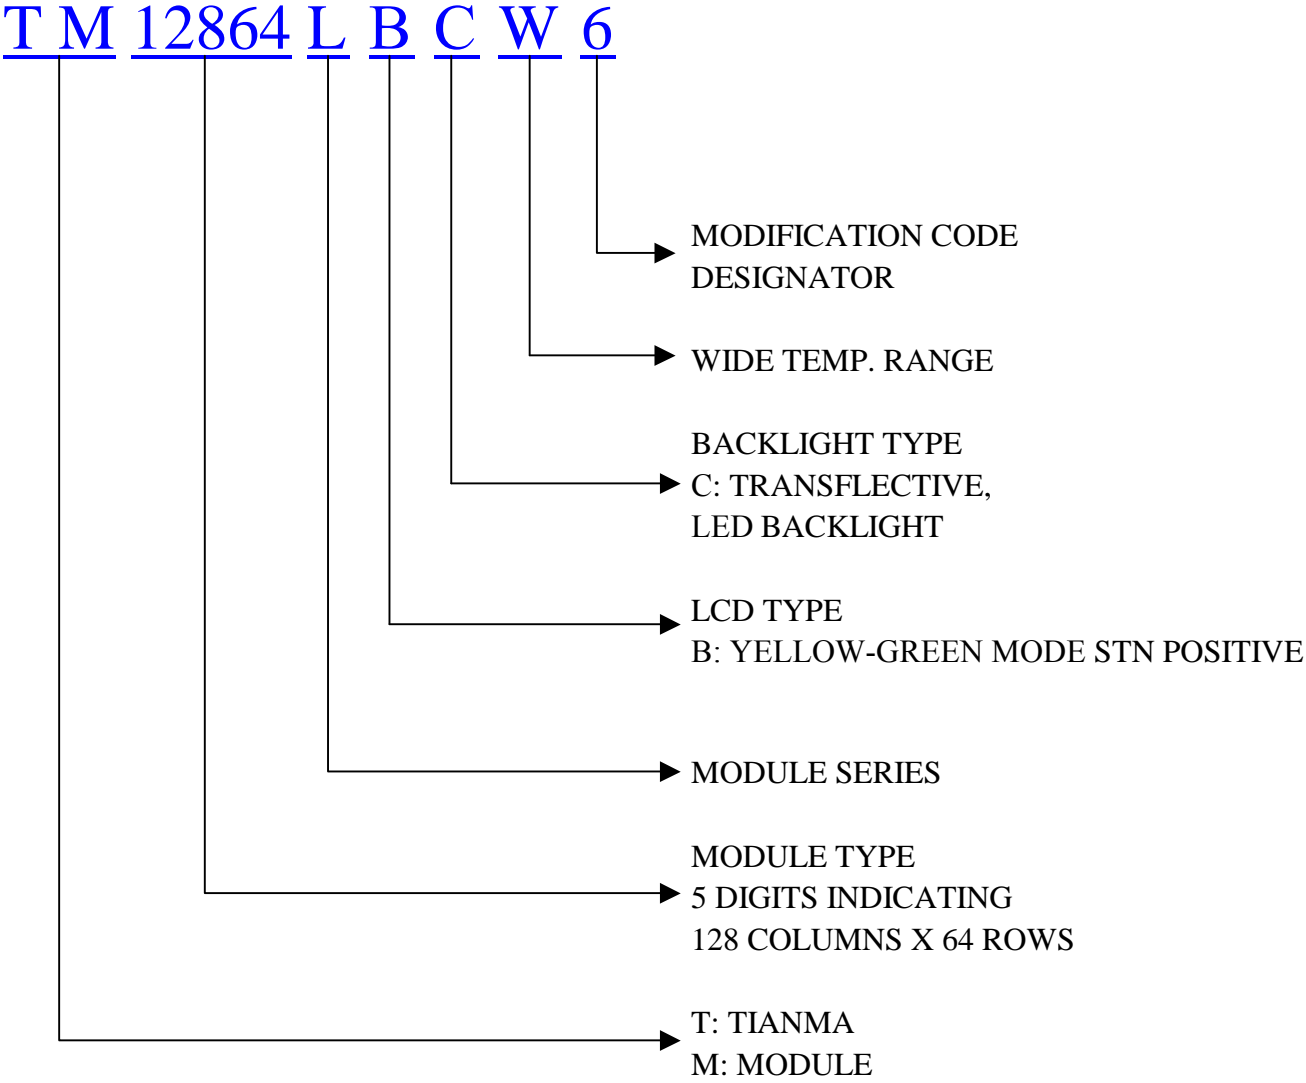 T M 12864 L B C W 6
MODIFICATION CODE
DESIGNATOR
WIDE TEMP. RANGE
BACKLIGHT TYPE
C: TRANSFLECTIVE,
LED BACKLIGHT
LCD TYPE
B: YELLOW-GREEN MODE STN POSITIVE
MODULE SERIES
MODULE TYPE
5 DIGITS INDICATING
128 COLUMNS X 64 ROWS
T: TIANMA
M: MODULE